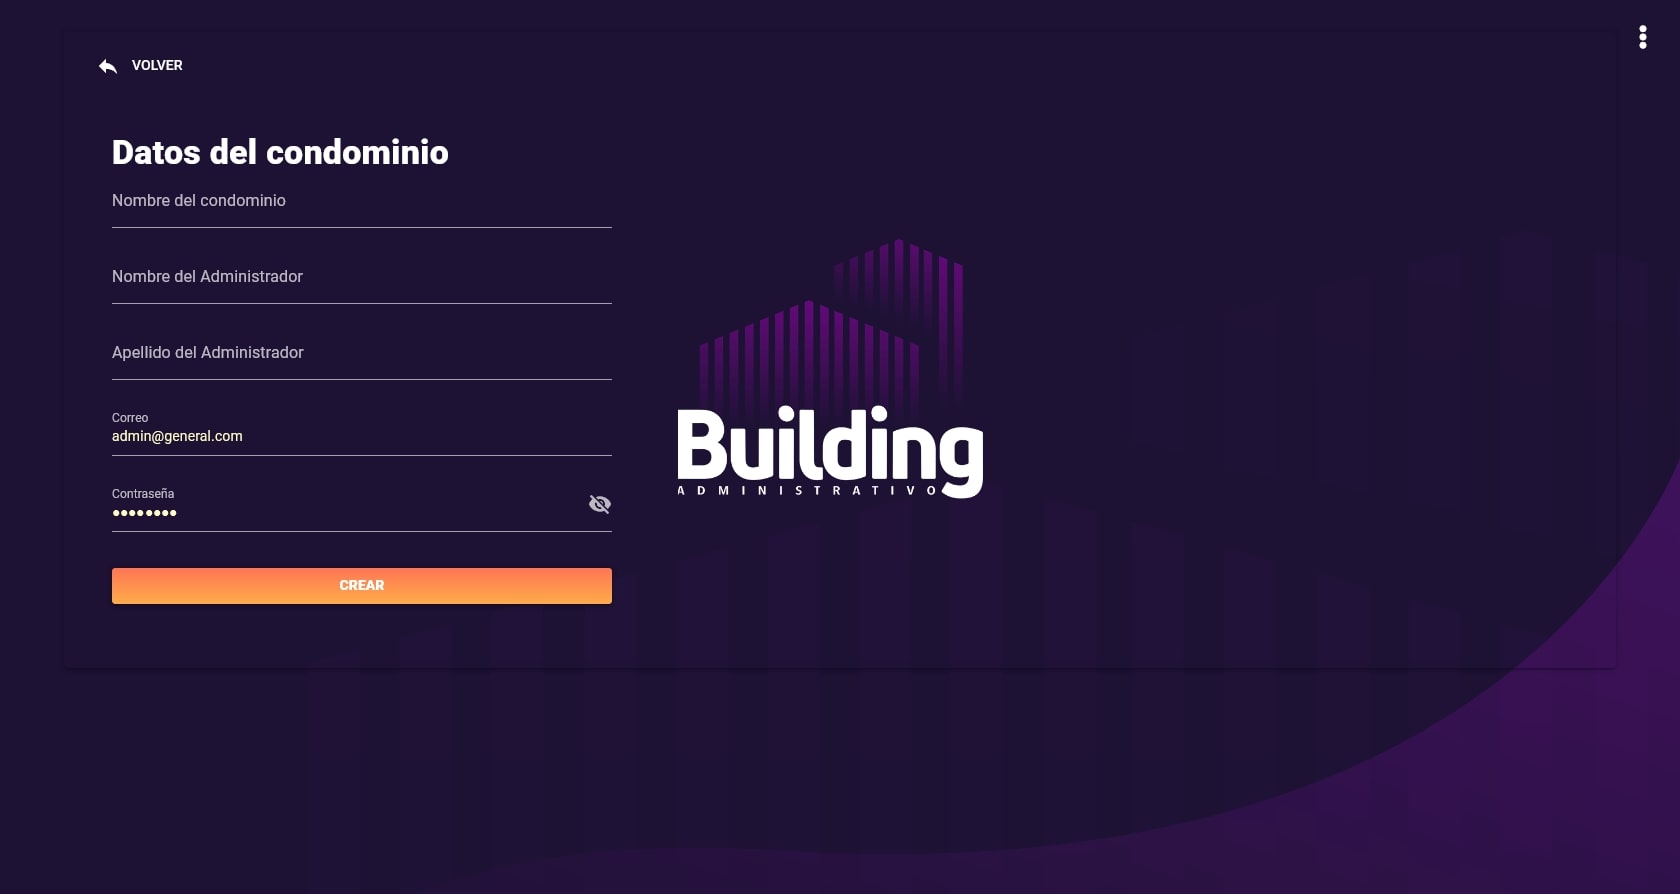 VOLVER
Datos del condominio
Nombre del condominio
Nombre del Administrador
Apellido del Administrador
Correo
admin@general.com
Contraseña
••••••••
CREAR
Building
ADMINISTRATIVO